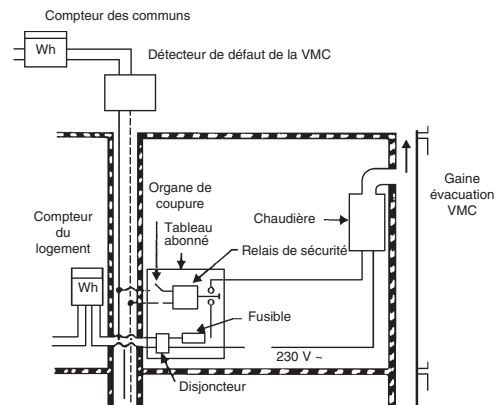 Compteur des communs
Wh
Détecteur de défaut de la VMC
Organe de
coupure
Tableau
abonné
Compteur
du
logement
Wh
Chaudière
Relais de sécurité
Gaine
évacuation
VMC
Fusible
230 V ~
Disjoncteur